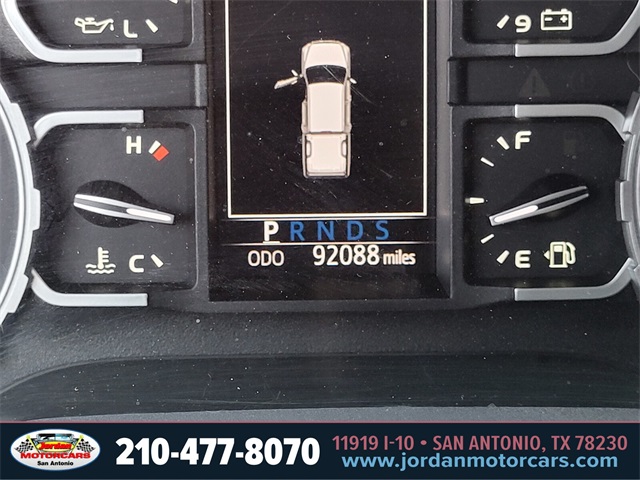 L
9
H
F
C
E
P R N D S
ODO 92088 miles
Jordan
MOTORCARS
San Antonio
210-477-8070
11919 I-10 • SAN ANTONIO, TX 78230
www.jordanmotorcars.com